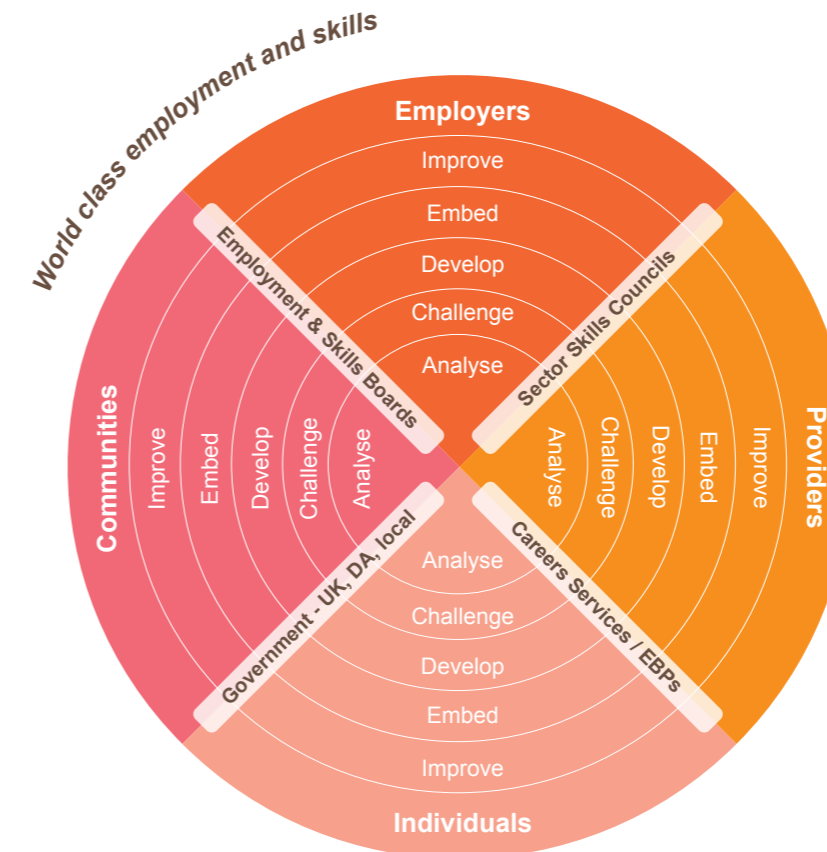 World class employment and skills
Employers
Improve
Embed
Develop
Challenge
Analyse
Employment & Skills Boards
Sector Skills Councils
Communities
Improve
Embed
Develop
Challenge
Analyse
Analyse
Challenge
Develop
Embed
Improve
Providers
Government - UK, DA, local
Careers Services / EBPs
Analyse
Challenge
Develop
Embed
Improve
Individuals